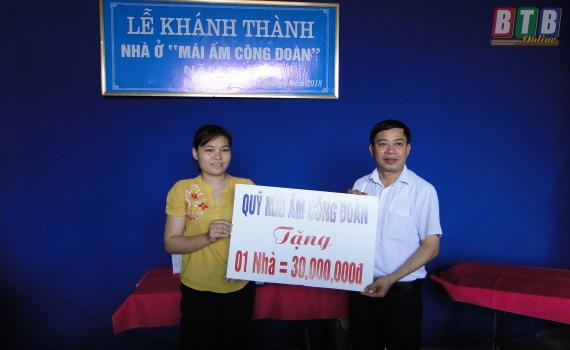 LỄ KHÁNH THÀNH
NHÀ Ở "MÁI ẤM CÔNG ĐOÀN"
2018
BTB
Online
QUỸ MÁI ẤM CÔNG ĐOÀN
Tặng
01 Nhà = 30,000,000đ